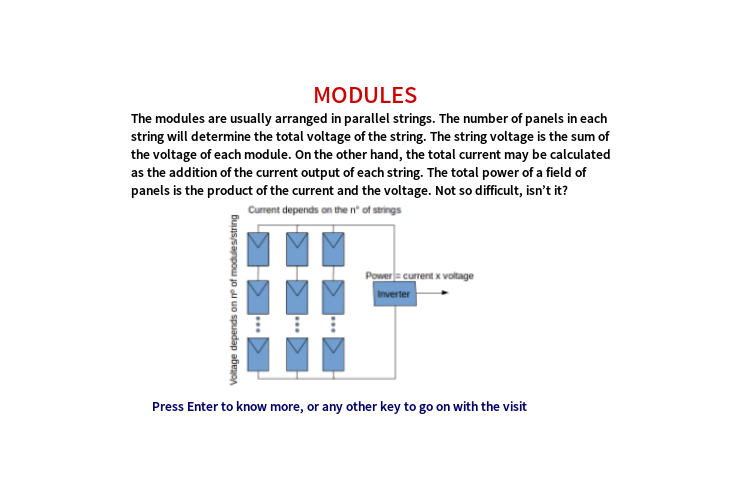 MODULES
The modules are usually arranged in parallel strings. The number of panels in each
string will determine the total voltage of the string. The string voltage is the sum of
the voltage of each module. On the other hand, the total current may be calculated
as the addition of the current output of each string. The total power of a field of
panels is the product of the current and the voltage. Not so difficult, isn’t it?
Current depends on the n° of strings
Voltage depends on nº of modules/string
Power = current x voltage
Inverter
Press Enter to know more, or any other key to go on with the visit